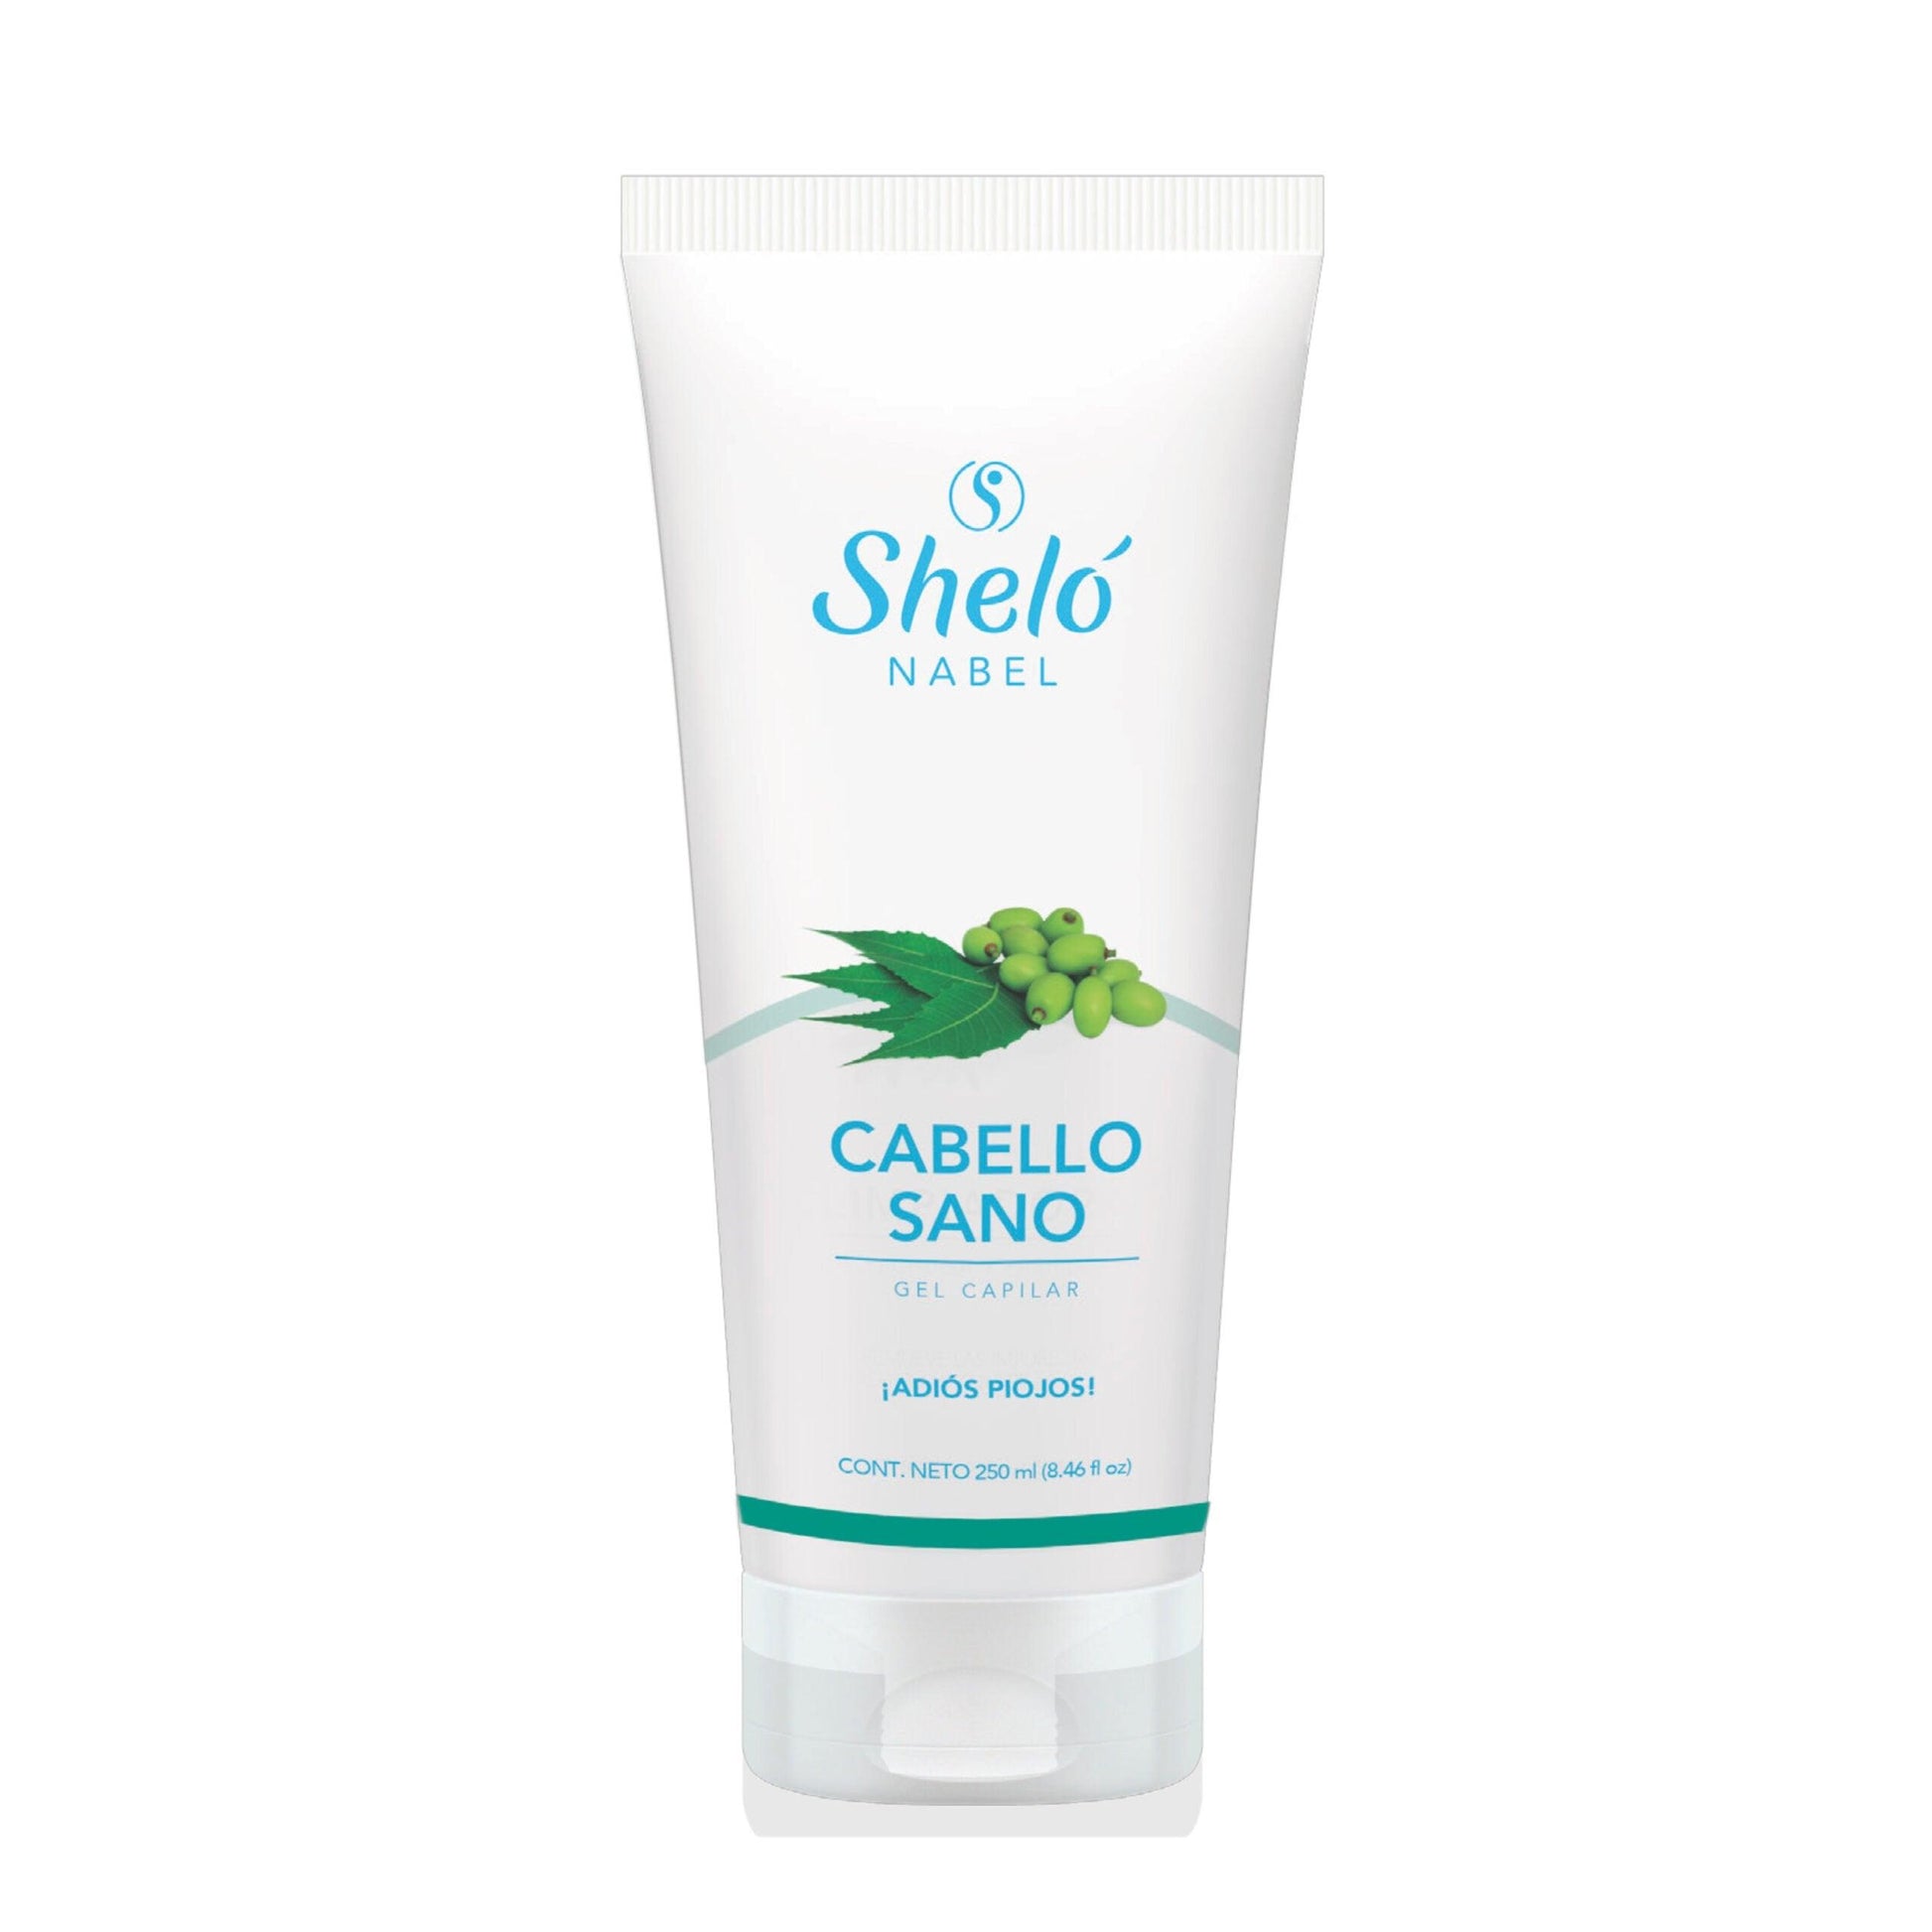 Sheló
NABEL
CABELLO
SANO
GEL CAPILAR
¡ADIÓS PIOJOS!
CONT. NETO 250 ml (8.46 fl oz)